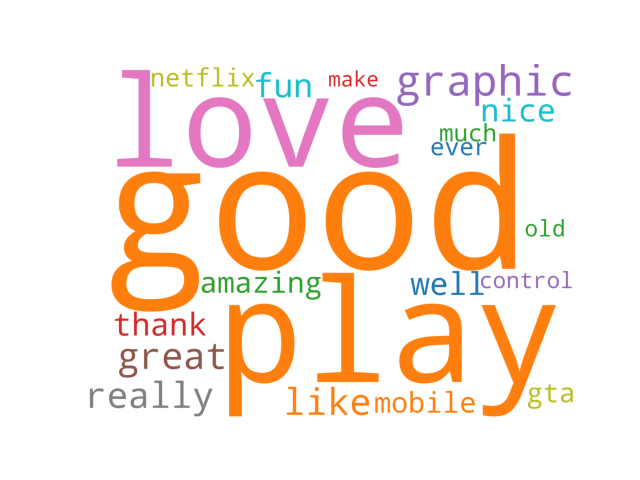 netflix
fun
make
graphic
love
nice
much
ever
good
old
amazing
well
control
play
thank
great
really
like
mobile
gta